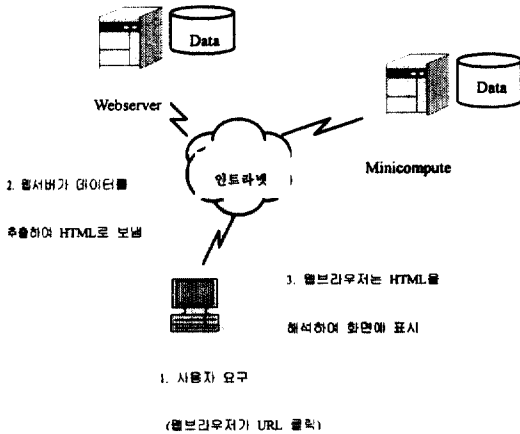 Data
Data
Webserver
Minicompute
인트라넷
2. 웹서버가 데이터를
추출하여 HTML로 보냄
3. 웹브라우저는 HTML을
해석하여 화면에 표시
1. 사용자 요구
(웹브라우저가 URL 클릭)